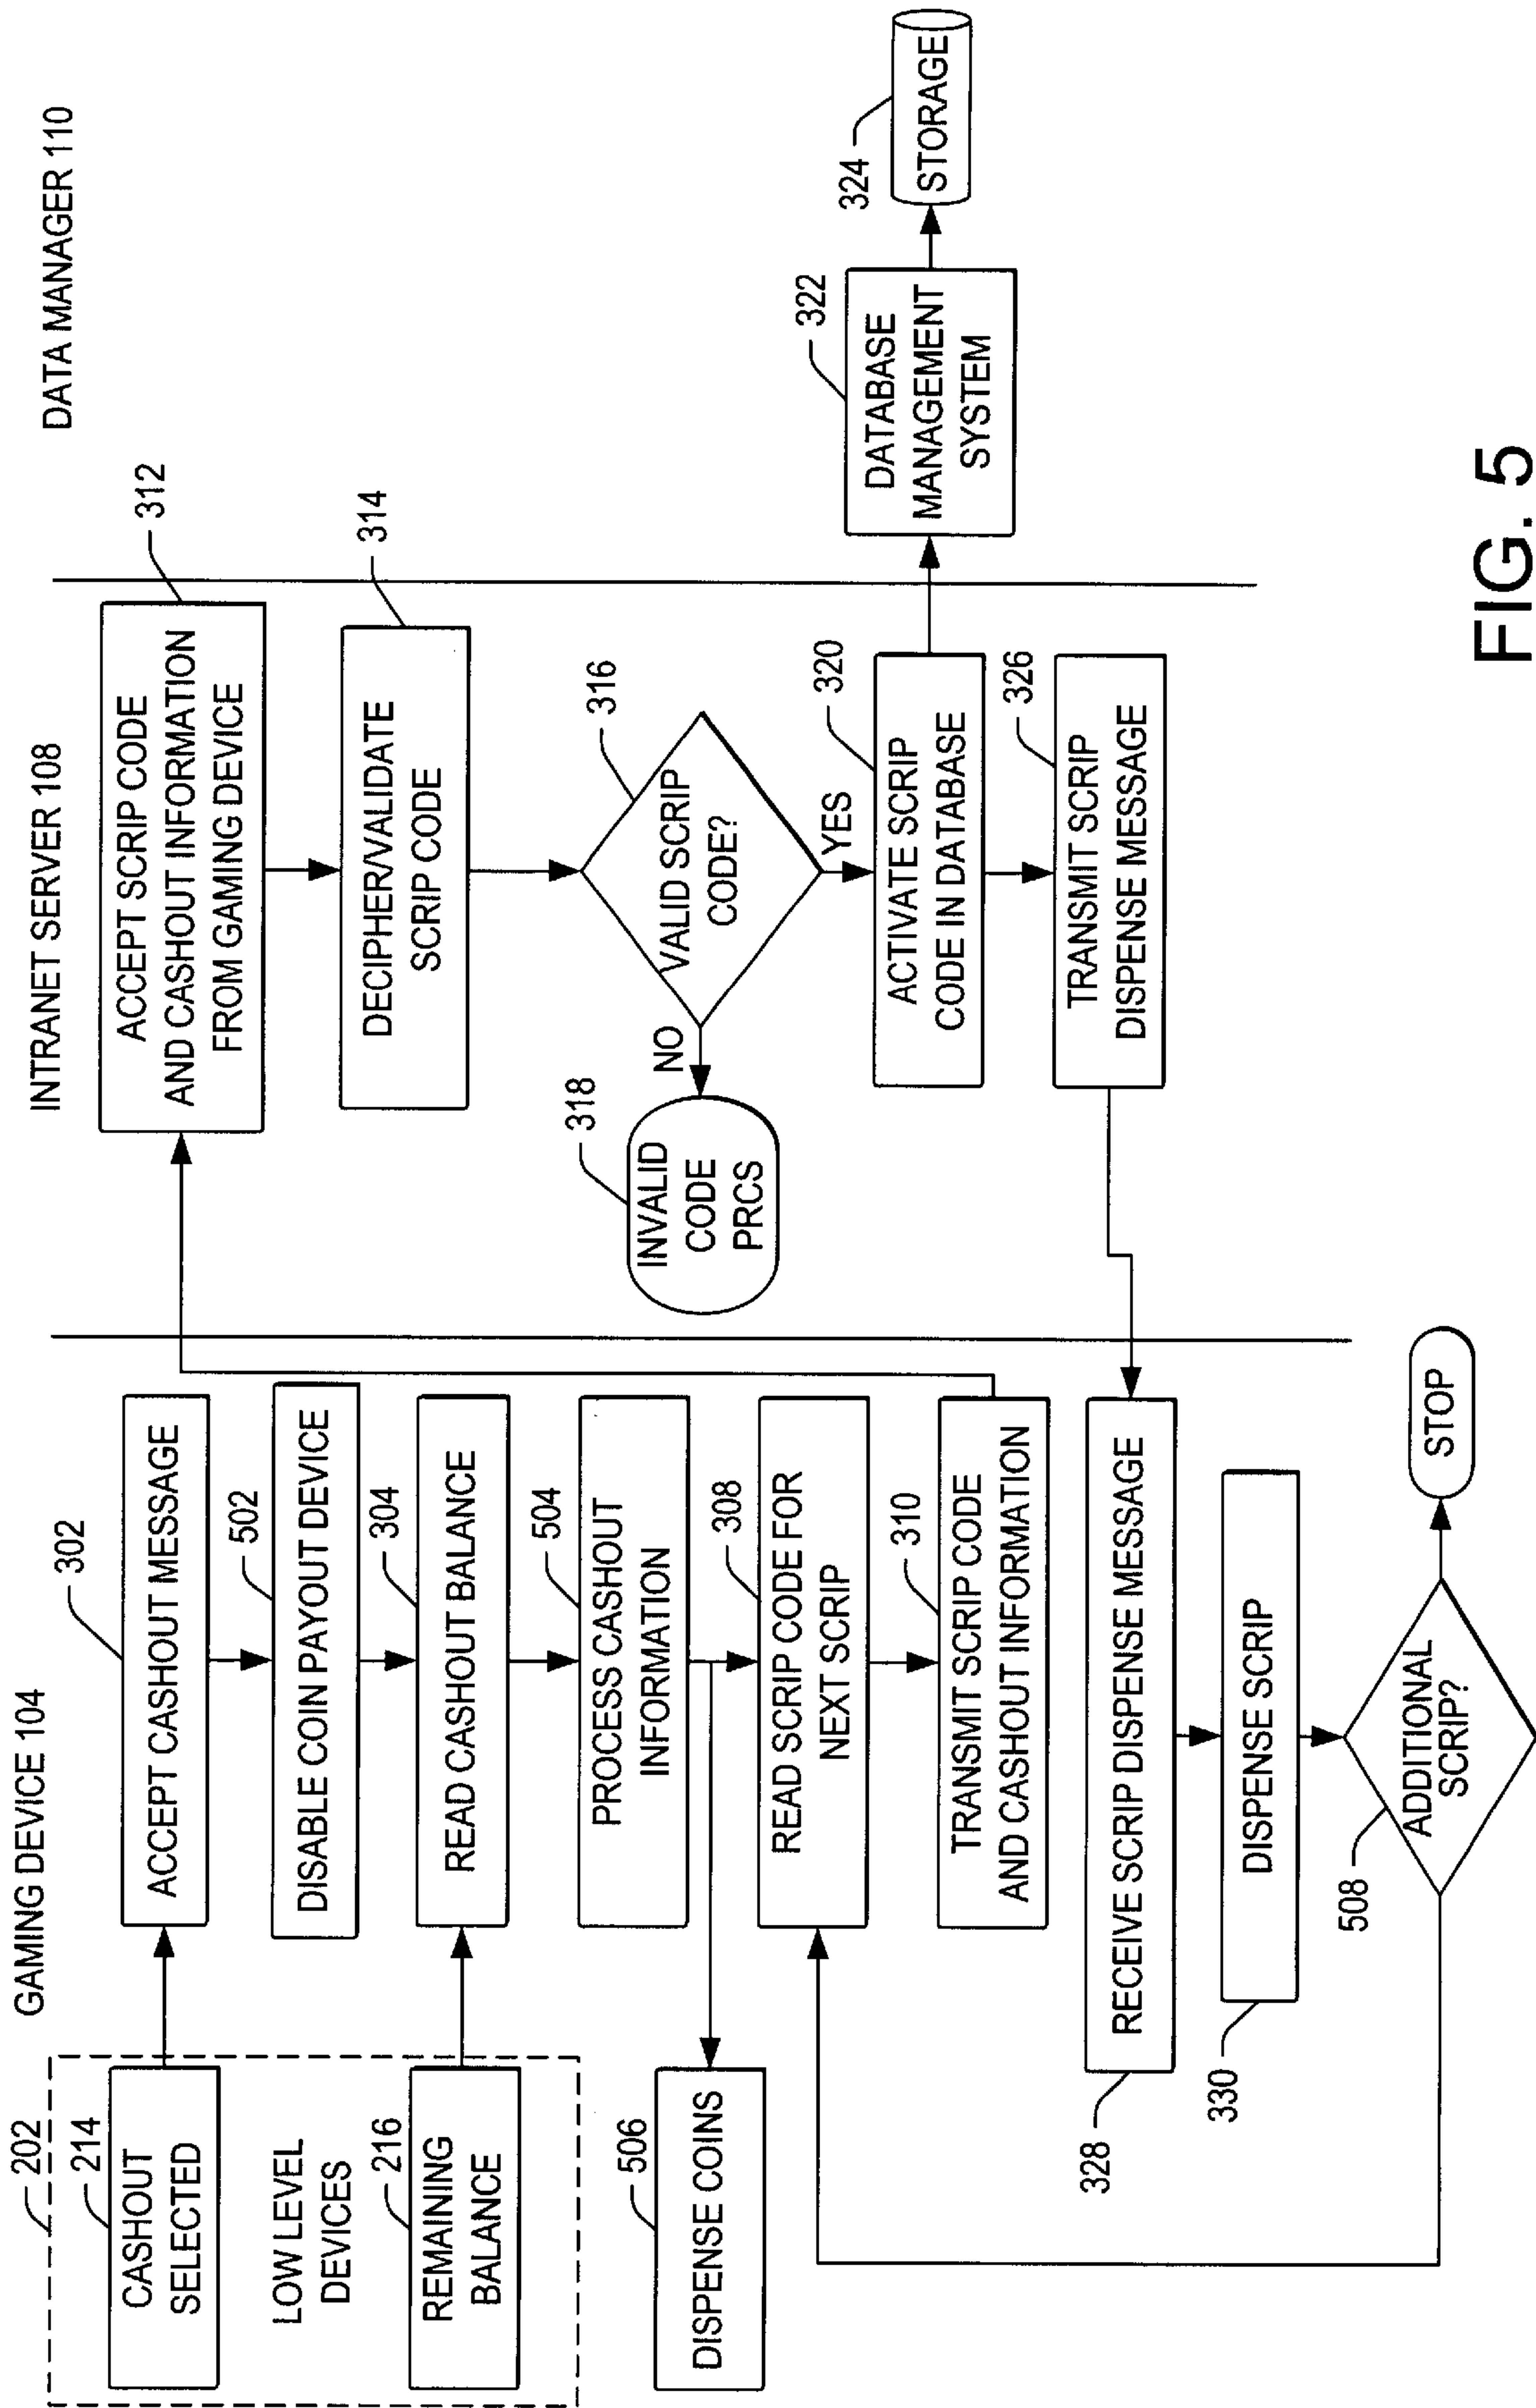 GAMING DEVICE 104
INTRANET SERVER 108
DATA MANAGER 110
202
214
CASHOUT
SELECTED
LOW LEVEL
DEVICES
216
REMAINING
BALANCE
506
DISPENSE COINS
302
ACCEPT CASHOUT MESSAGE
502
DISABLE COIN PAYOUT DEVICE
304
READ CASHOUT BALANCE
504
PROCESS CASHOUT
INFORMATION
308
READ SCRIP CODE FOR
NEXT SCRIP
310
TRANSMIT SCRIP CODE
AND CASHOUT INFORMATION
RECEIVE SCRIP DISPENSE MESSAGE
328
DISPENSE SCRIP
330
ADDITIONAL
SCRIP?
508
STOP
312
ACCEPT SCRIP CODE
AND CASHOUT INFORMATION
FROM GAMING DEVICE
314
DECIPHER/VALIDATE
SCRIP CODE
316
VALID SCRIP
CODE?
NO
YES
318
INVALID
CODE
PRCS
320
ACTIVATE SCRIP
CODE IN DATABASE
326
TRANSMIT SCRIP
DISPENSE MESSAGE
322
DATABASE
MANAGEMENT
SYSTEM
324
STORAGE
FIG. 5